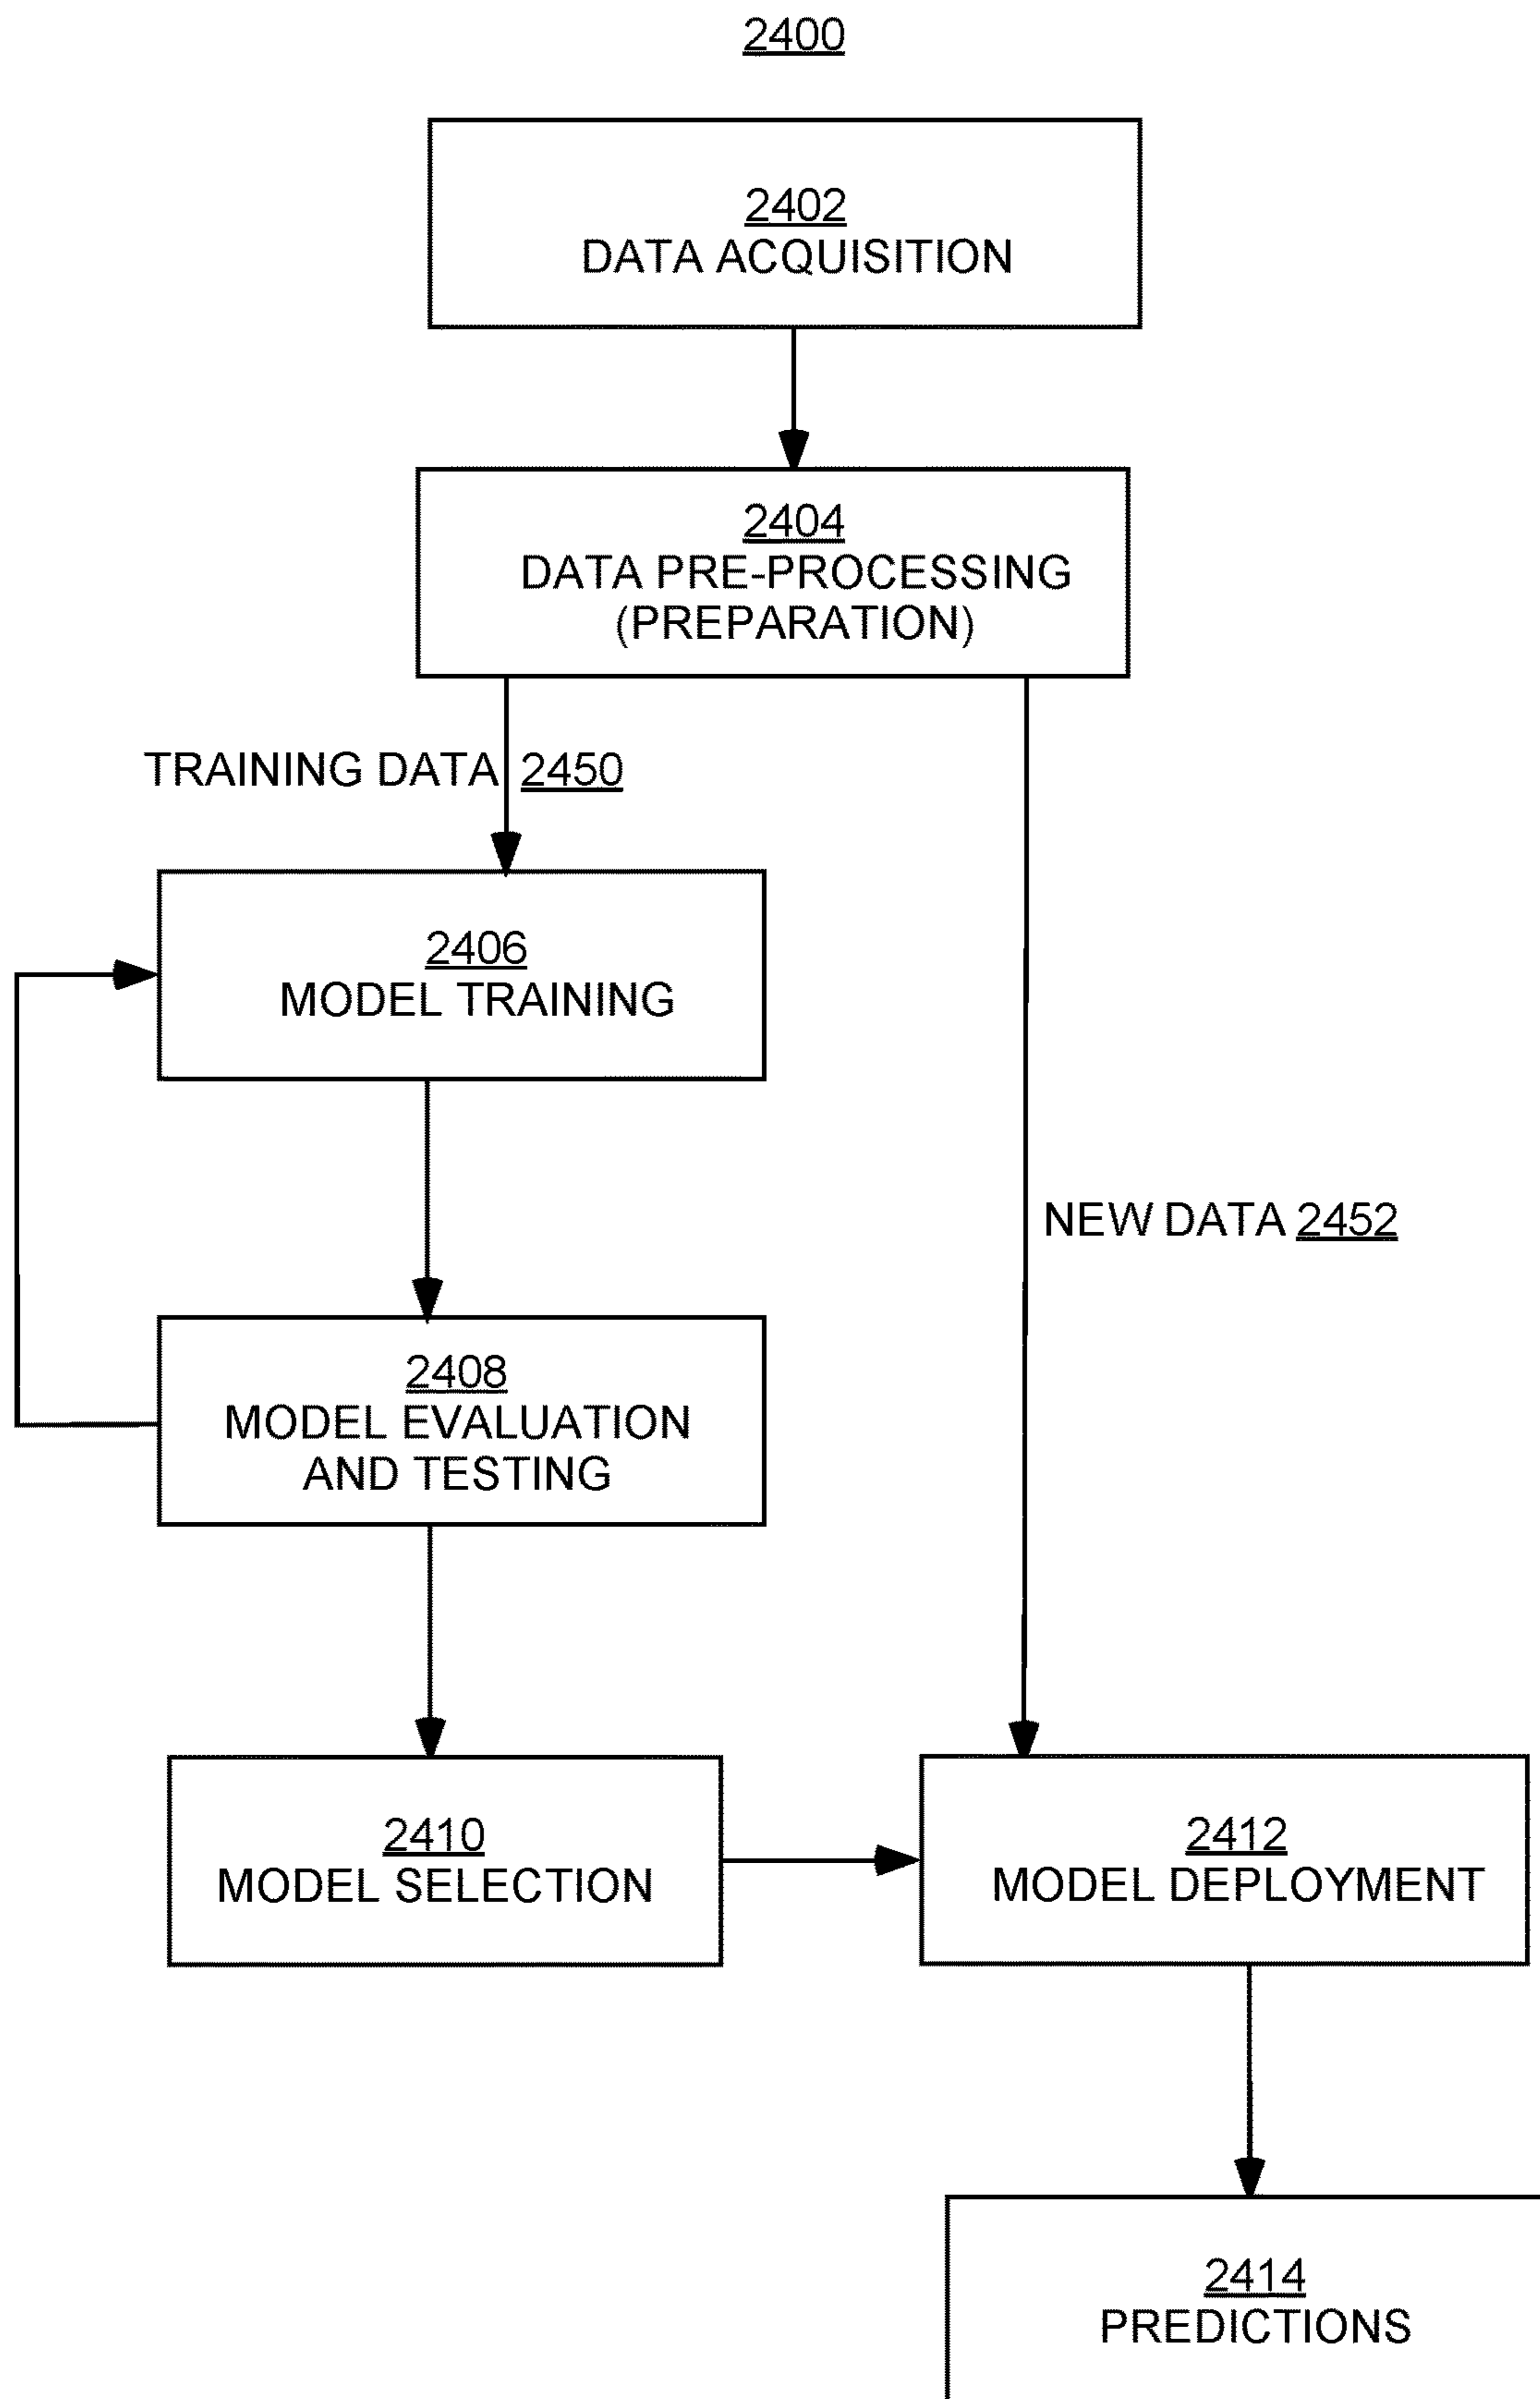 2400
2402
DATA ACQUISITION
2404
DATA PRE-PROCESSING
(PREPARATION)
TRAINING DATA 2450
2406
MODEL TRAINING
NEW DATA 2452
2408
MODEL EVALUATION
AND TESTING
2410
MODEL SELECTION
2412
MODEL DEPLOYMENT
2414
PREDICTIONS